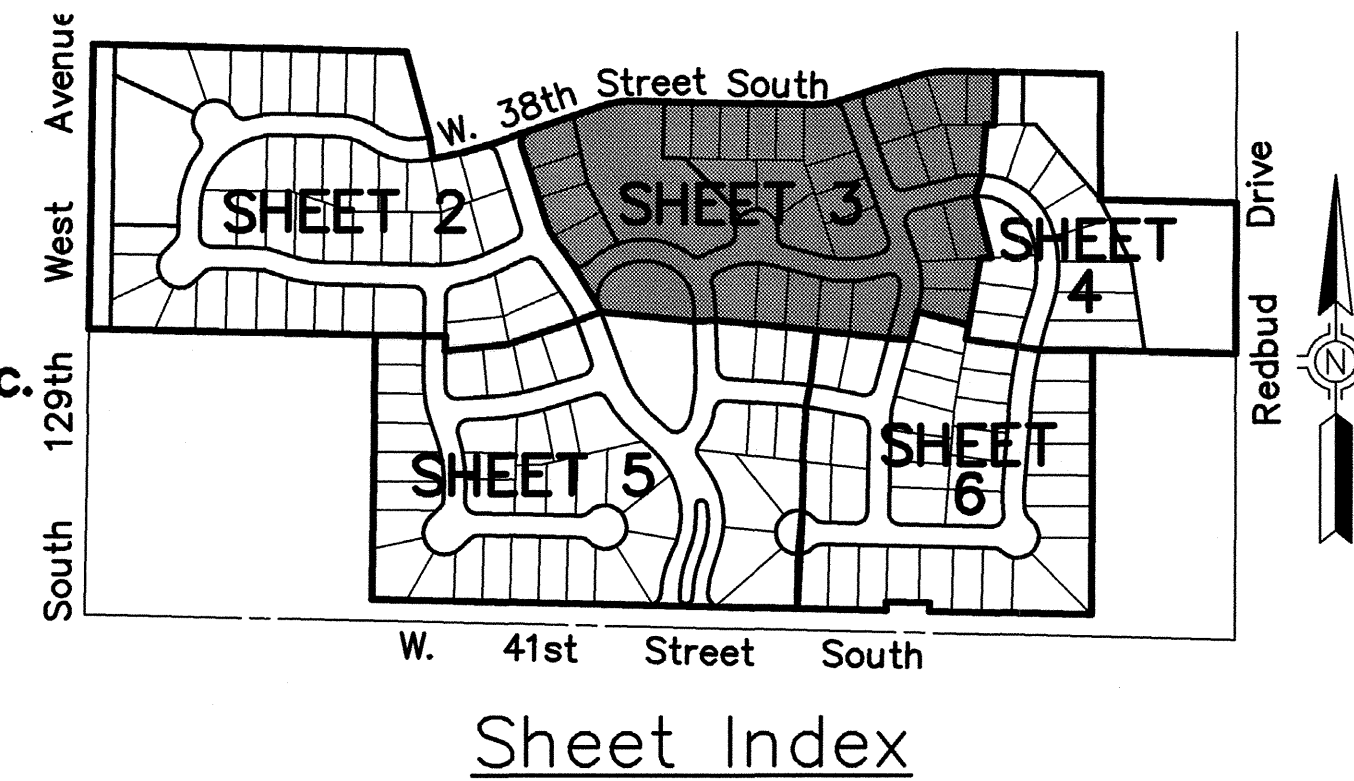 W. 38th Street South
South 129th West Avenue
SHEET 2
SHEET 3
SHEET
4
Redbud Drive
N
SHEET 5
SHEET
6
W. 41st Street South
Sheet Index